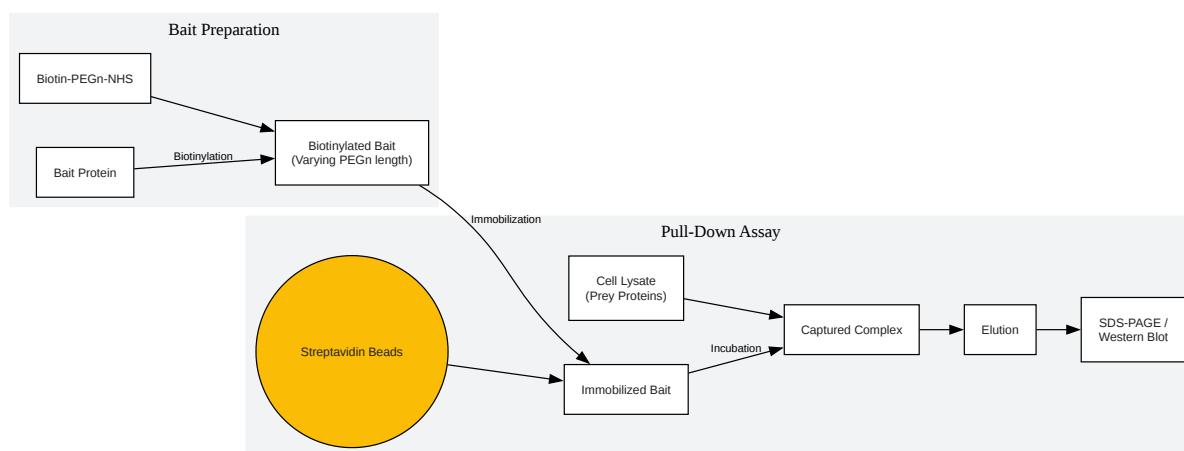 Bait Preparation
Biotin-PEGn-NHS
Bait Protein
Biotinylation
Biotinylated Bait
(Varying PEGn length)
Immobilization
Pull-Down Assay
Streptavidin Beads
Cell Lysate
(Prey Proteins)
Immobilized Bait
Incubation
Captured Complex
Elution
SDS-PAGE /
Western Blot